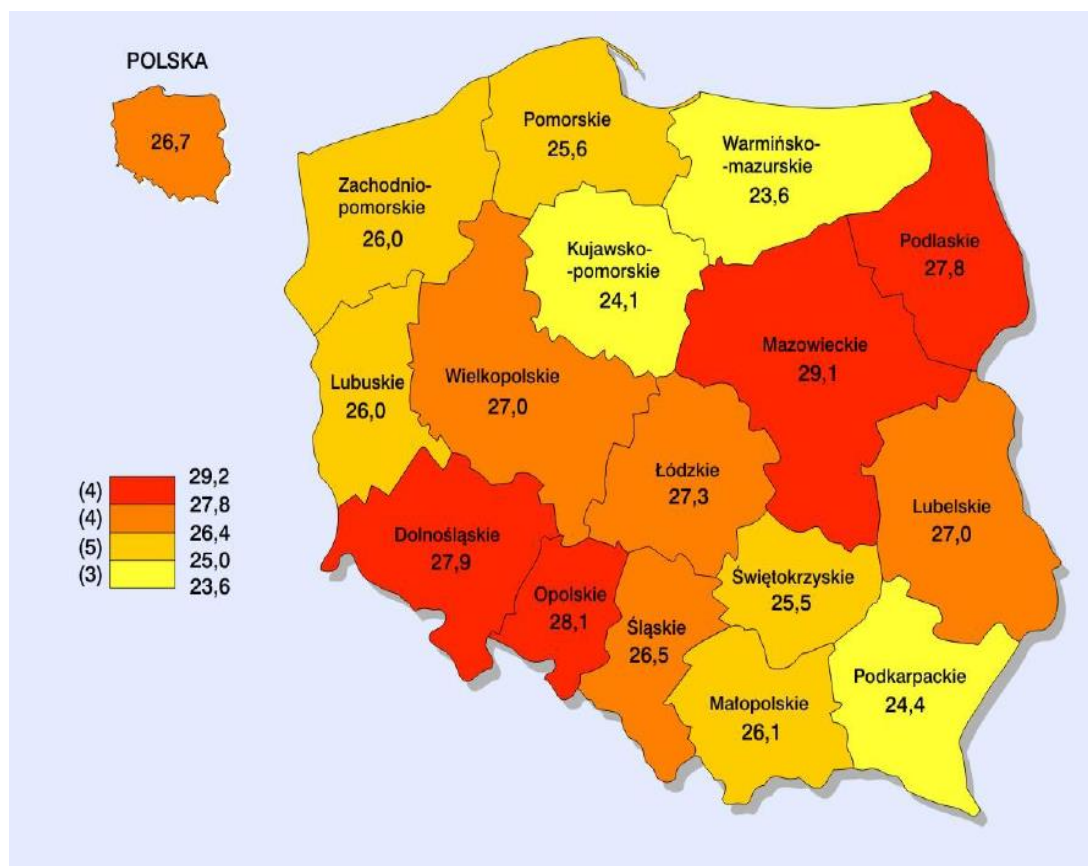 POLSKA
26,7
Pomorskie
25,6
Warmińsko-
-mazurskie
23,6
Zachodnio-
pomorskie
26,0
Kujawsko-
-pomorskie
24,1
Podlaskie
27,8
Mazowieckie
29,1
Lubuskie
26,0
Wielkopolskie
27,0
Łódzkie
27,3
Lubelskie
27,0
Dolnośląskie
27,9
Opolskie
28,1
Śląskie
26,5
Świętokrzyskie
25,5
Małopolskie
26,1
Podkarpackie
24,4
29,2
(4)
27,8
(4)
26,4
(5)
25,0
(3)
23,6